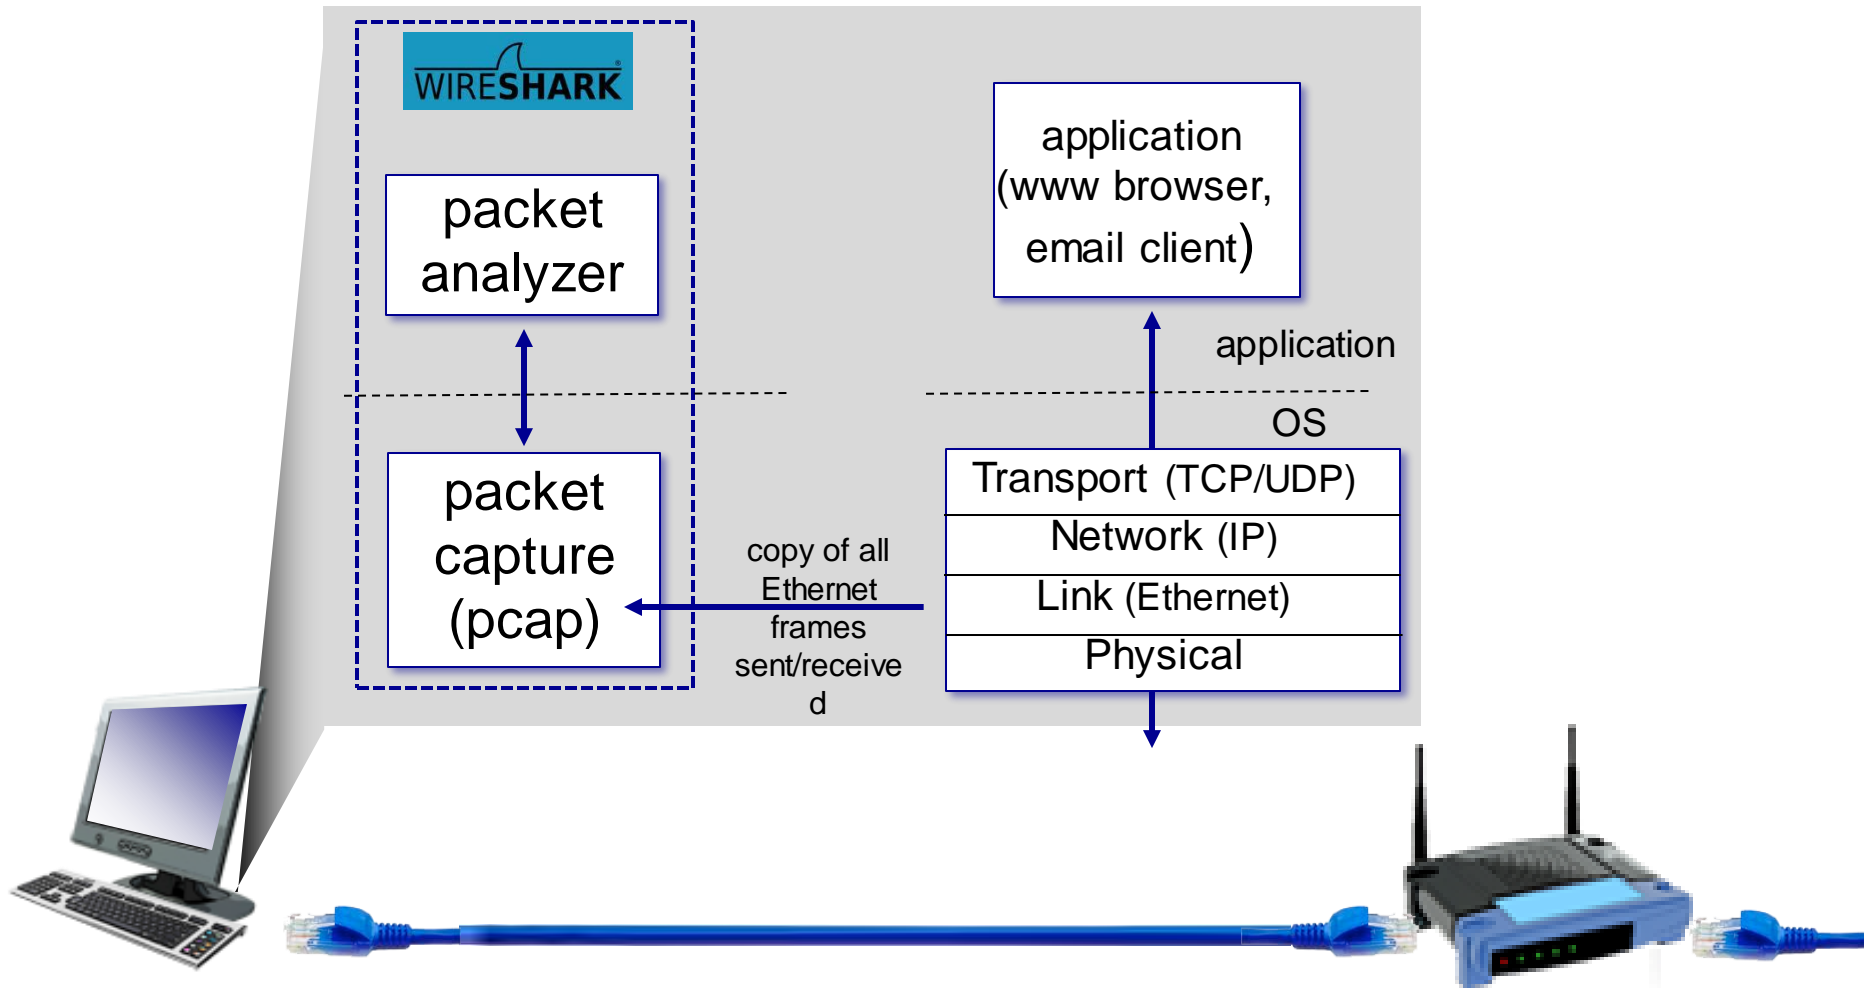 WIRESHARK®
packet
analyzer
packet
capture
(pcap)
copy of all
Ethernet
frames
sent/receive
d
application
(www browser,
email client)
application
OS
Transport (TCP/UDP)
Network (IP)
Link (Ethernet)
Physical